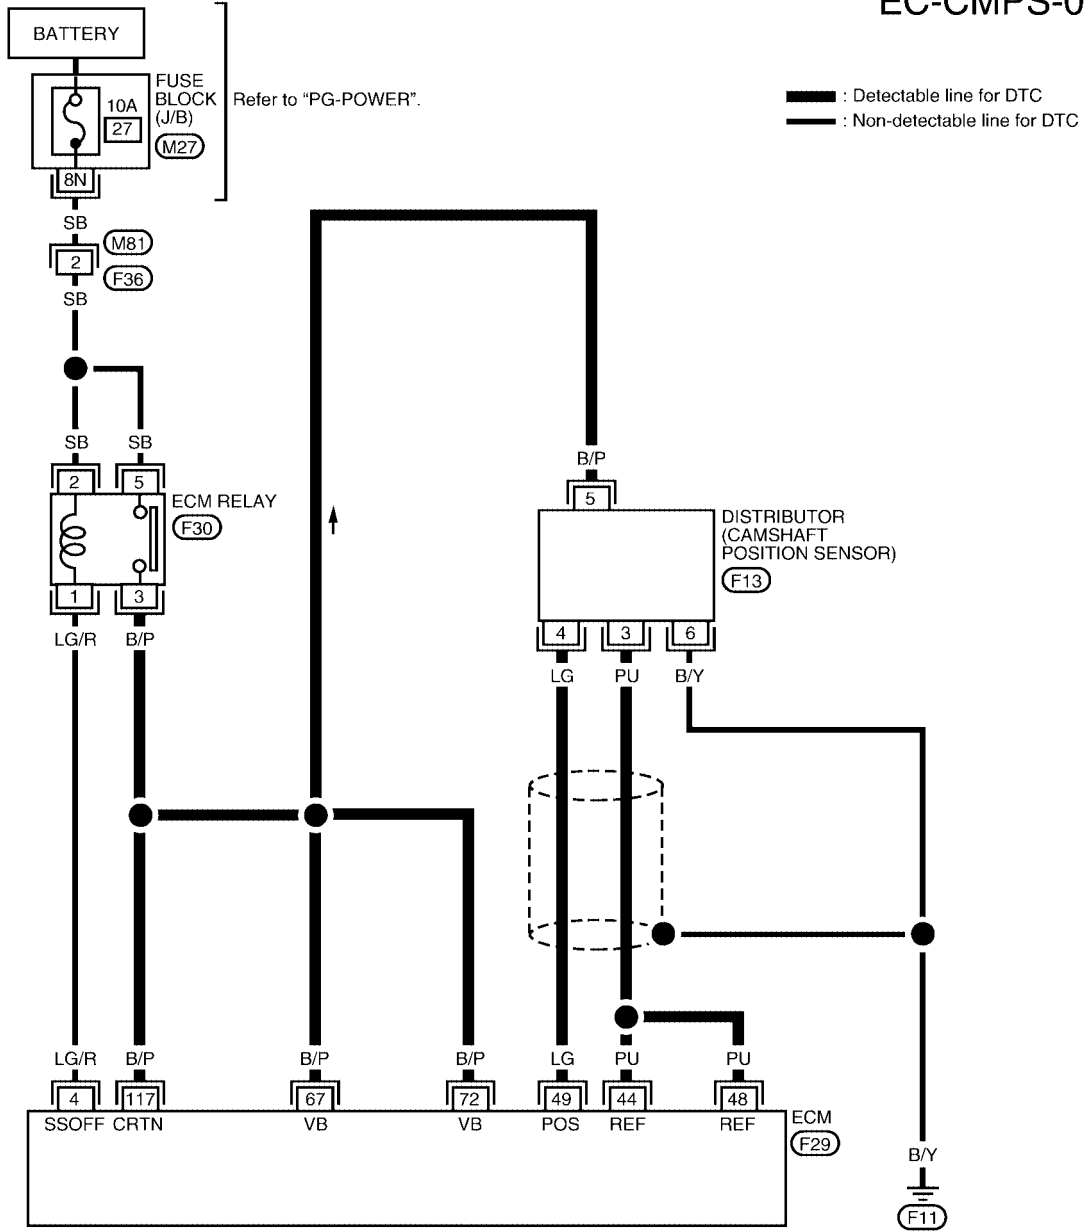 EC-CMPS-0
BATTERY
FUSE
BLOCK
(J/B)
10A
27
M27
Refer to “PG-POWER”.
: Detectable line for DTC
: Non-detectable line for DTC
8N
SB
M81
2
F36
SB
SB SB
2 5
ECM RELAY
F30
1 3
LG/R B/P
B/P
5
DISTRIBUTOR
(CAMSHAFT
POSITION SENSOR)
F13
4 3 6
LG PU B/Y
LG/R B/P B/P B/P LG PU PU
4 117 67 72 49 44 48
SSOFF CRTN VB VB POS REF REF
ECM
F29
B/Y
F11